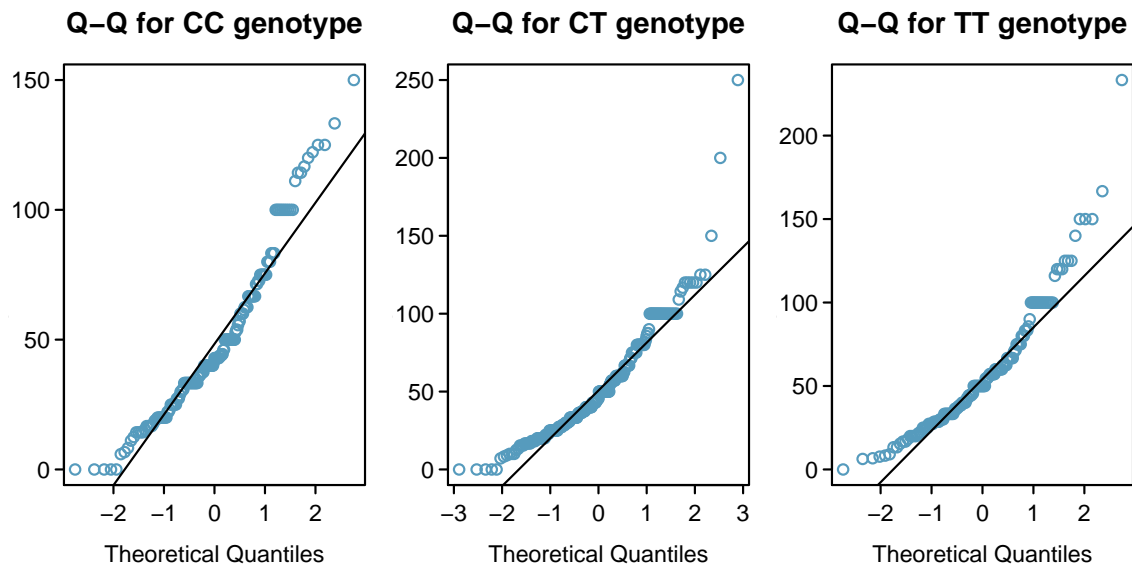 Q−Q for CC genotype
150
100
50
0
−2 −1 0 1 2
Theoretical Quantiles
Q−Q for CT genotype
250
200
150
100
50
0
−3 −2 −1 0 1 2 3
Theoretical Quantiles
Q−Q for TT genotype
200
150
100
50
0
−2 −1 0 1 2
Theoretical Quantiles